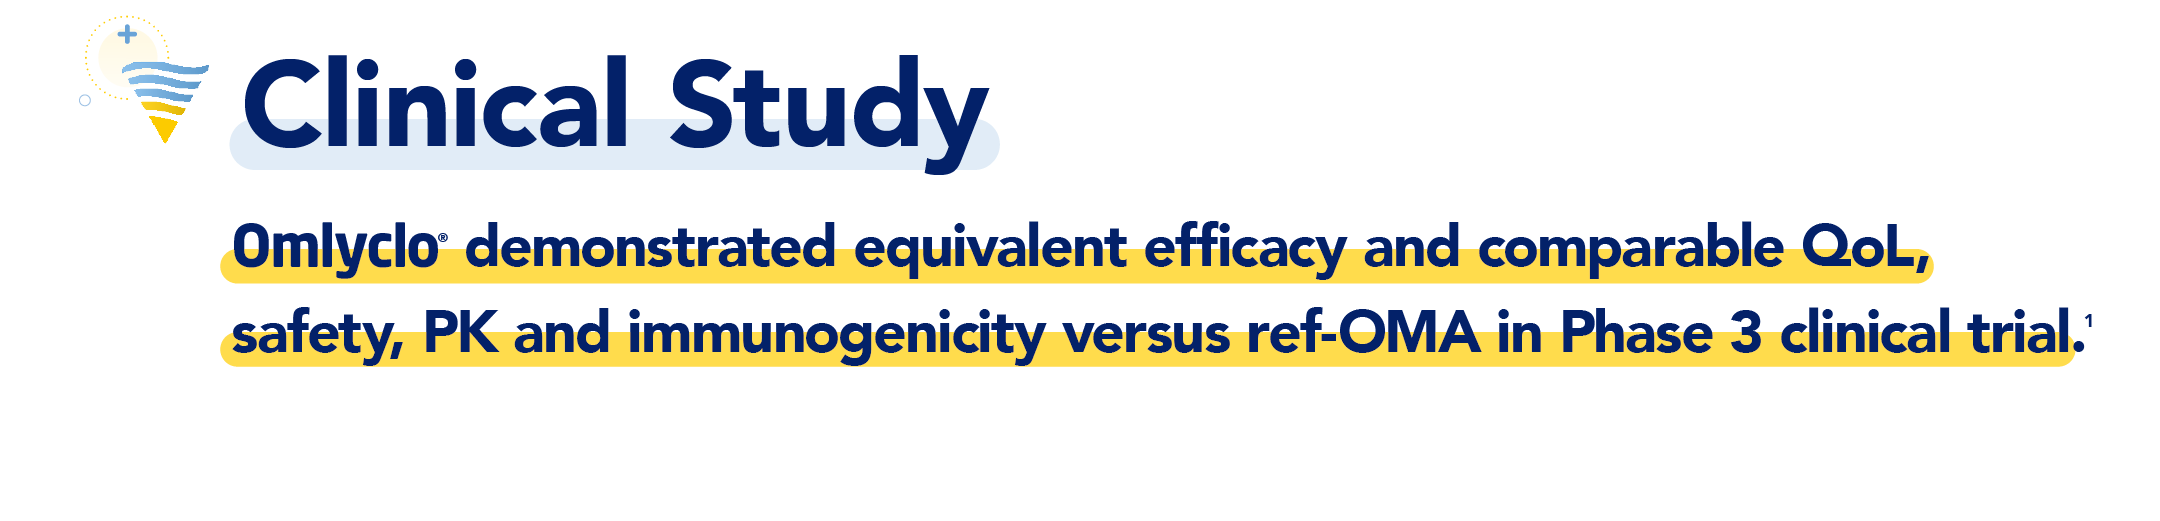 Clinical Study
Omlyclo® demonstrated equivalent efficacy and comparable QoL,
safety, PK and immunogenicity versus ref-OMA in Phase 3 clinical trial.¹